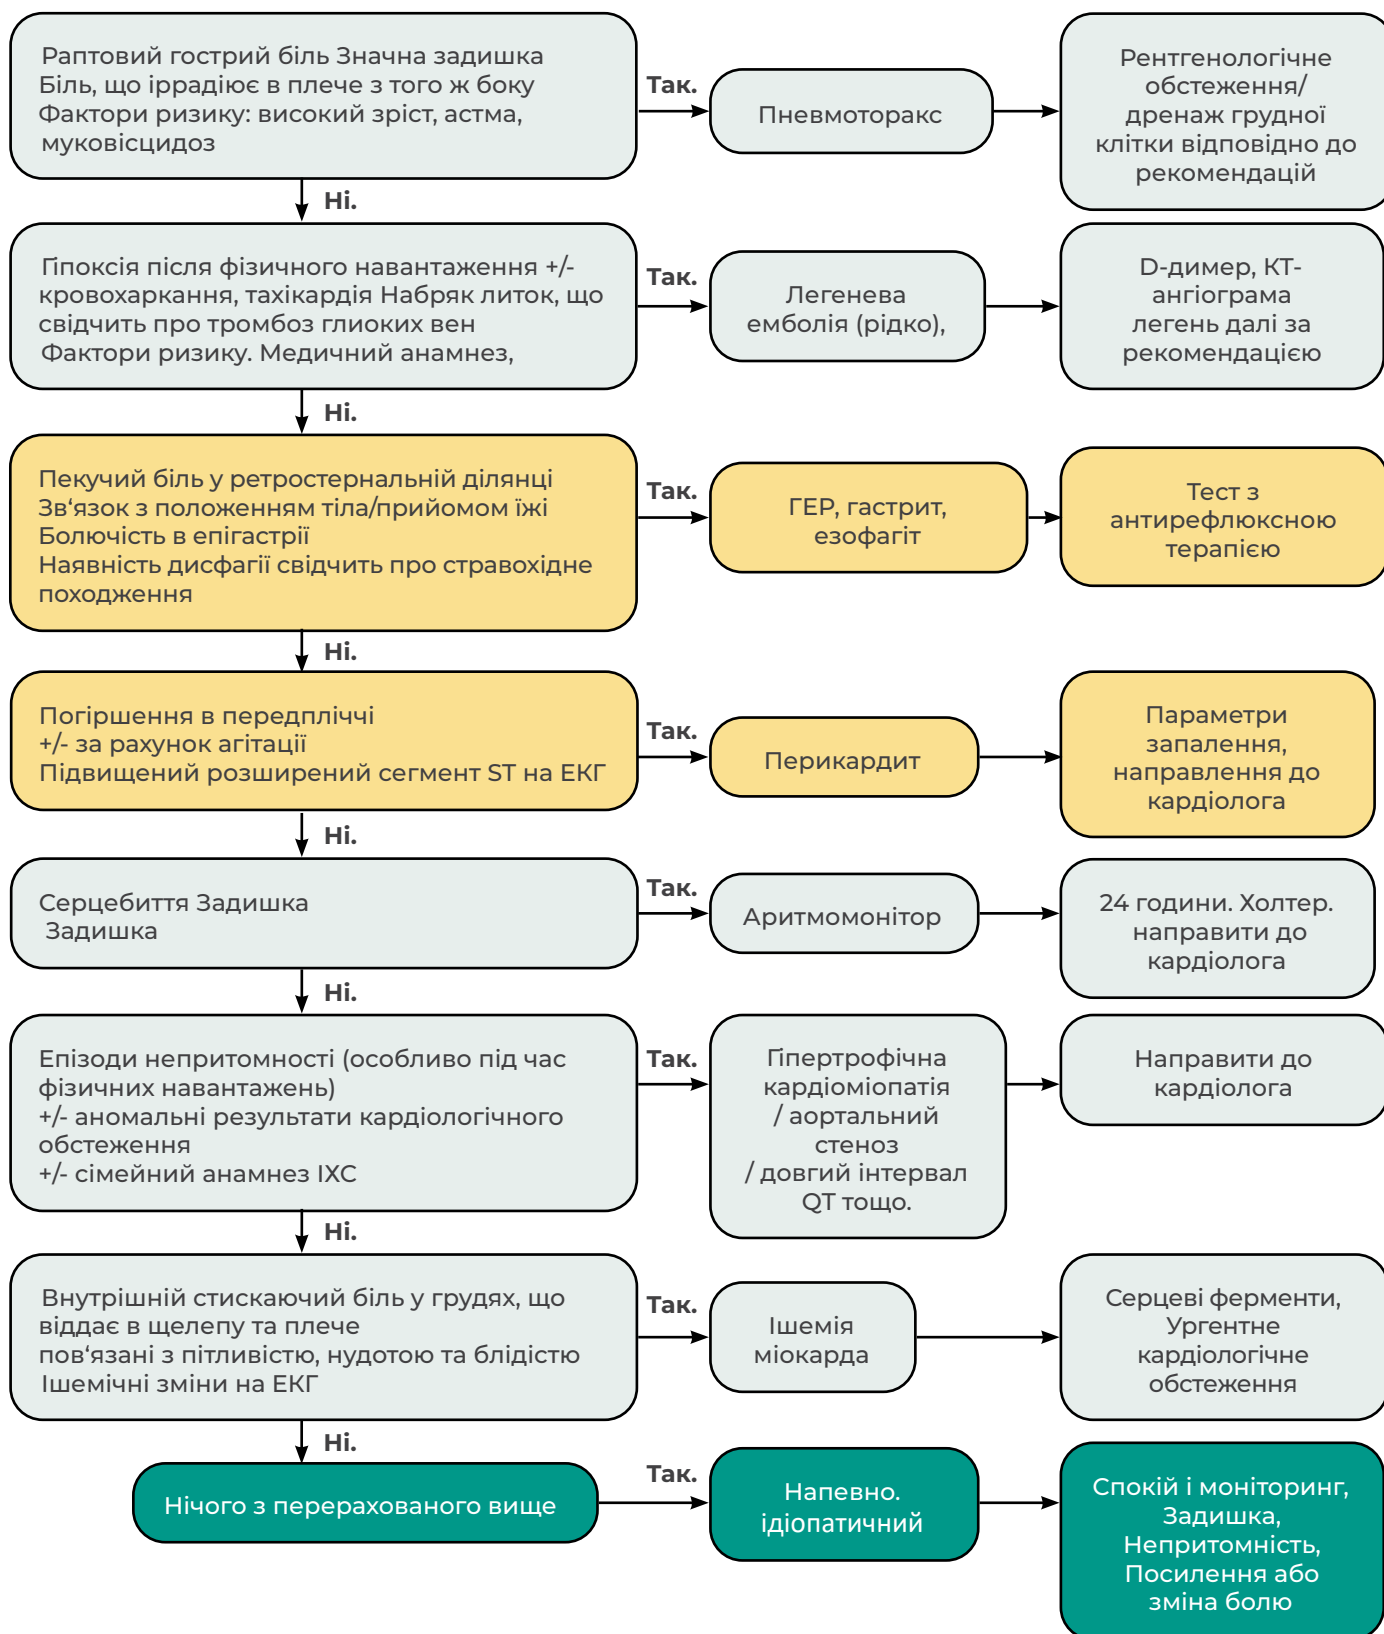 Раптовий гострий біль Значна задишка
Біль, що іррадіює в плече з того ж боку
Фактори ризику: високий зріст, астма,
муковісцидоз
Так.
Пневмоторакс
Рентгенологічне
обстеження/
дренаж грудної
клітки відповідно до
рекомендацій
Ні.
Гіпоксія після фізичного навантаження +/-
кровохаркання, тахікардія Набряк литок, що
свідчить про тромбоз глиоких вен
Фактори ризику. Медичний анамнез,
Так.
Легенева
емболія (рідко),
D-димер, КТ-
ангіограма
легень далі за
рекомендацією
Ні.
Пекучий біль у ретростернальній ділянці
Зв‘язок з положенням тіла/прийомом їжі
Болючість в епігастрії
Наявність дисфагії свідчить про стравохідне
походження
Так.
ГЕР, гастрит,
езофагіт
Тест з
антирефлюксною
терапією
Ні.
Погіршення в передпліччі
+/- за рахунок агітації
Підвищений розширений сегмент ST на ЕКГ
Так.
Перикардит
Параметри
запалення,
направлення до
кардіолога
Ні.
Серцебиття Задишка
Задишка
Так.
Аритмомонітор
24 години. Холтер.
направити до
кардіолога
Ні.
Епізоди непритомності (особливо під час
фізичних навантажень)
+/- аномальні результати кардіологічного
обстеження
+/- сімейний анамнез ІХС
Так.
Гіпертрофічна
кардіоміопатія
/ аортальний
стеноз
/ довгий інтервал
QT тощо.
Направити до
кардіолога
Ні.
Внутрішній стискаючий біль у грудях, що
віддає в щелепу та плече
пов‘язані з пітливістю, нудотою та блідістю
Ішемічні зміни на ЕКГ
Так.
Ішемія
міокарда
Серцеві ферменти,
Ургентне
кардіологічне
обстеження
Ні.
Нічого з перерахованого вище
Так.
Напевно.
ідіопатичний
Спокій і моніторинг,
Задишка,
Непритомність,
Посилення або
зміна болю